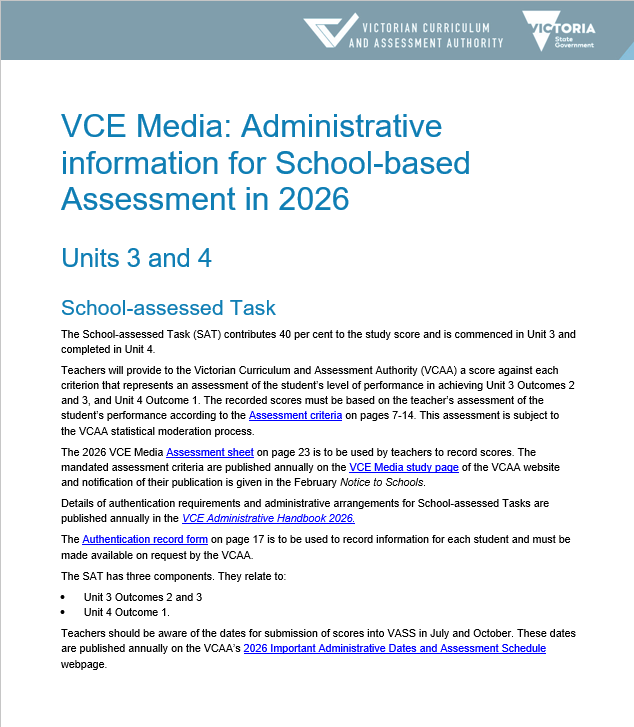 VICTORIAN CURRICULUM
AND ASSESSMENT AUTHORITY
VICTORIA
State
Government
VCE Media: Administrative
information for School-based
Assessment in 2026
Units 3 and 4
School-assessed Task
The School-assessed Task (SAT) contributes 40 per cent to the study score and is commenced in Unit 3 and
completed in Unit 4.
Teachers will provide to the Victorian Curriculum and Assessment Authority (VCAA) a score against each
criterion that represents an assessment of the student’s level of performance in achieving Unit 3 Outcomes 2
and 3, and Unit 4 Outcome 1. The recorded scores must be based on the teacher’s assessment of the
student’s performance according to the Assessment criteria on pages 7-14. This assessment is subject to
the VCAA statistical moderation process.
The 2026 VCE Media Assessment sheet on page 23 is to be used by teachers to record scores. The
mandated assessment criteria are published annually on the VCE Media study page of the VCAA website
and notification of their publication is given in the February Notice to Schools.
Details of authentication requirements and administrative arrangements for School-assessed Tasks are
published annually in the VCE Administrative Handbook 2026.
The Authentication record form on page 17 is to be used to record information for each student and must be
made available on request by the VCAA.
The SAT has three components. They relate to:
• Unit 3 Outcomes 2 and 3
• Unit 4 Outcome 1.
Teachers should be aware of the dates for submission of scores into VASS in July and October. These dates
are published annually on the VCAA’s 2026 Important Administrative Dates and Assessment Schedule
webpage.